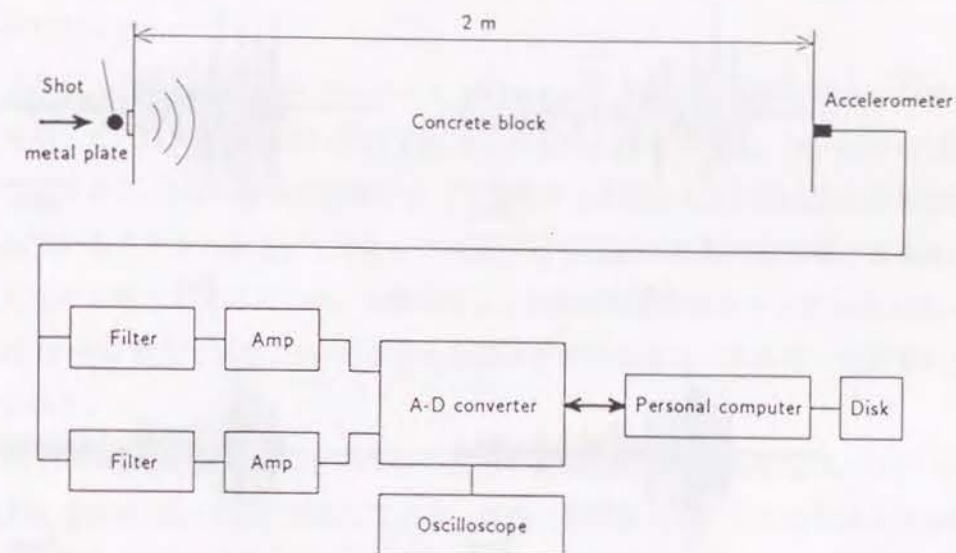 2 m
Shot
metal plate
Concrete block
Accelerometer
Filter
Amp
A-D converter
Personal computer
Disk
Filter
Amp
Oscilloscope